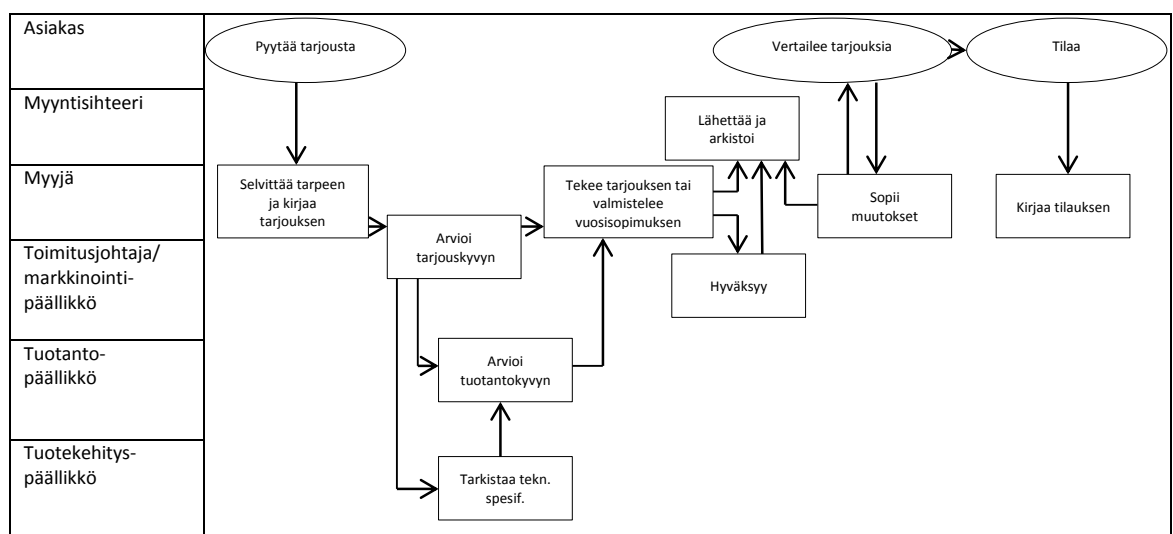 Asiakas
Pyytää tarjousta
Vertailee tarjouksia
Tilaa
Myyntisihteeri
Lähettää ja
arkistoi
Myyjä
Selvittää tarpeen
ja kirjaa
tarjouksen
Tekee tarjouksen tai
valmistelee
vuosisopimuksen
Sopii
muutokset
Kirjaa tilauksen
Arvioi
tarjouskyvyn
Toimitusjohtaja/
markkinointi-
päällikkö
Hyväksyy
Tuotanto-
päällikkö
Arvioi
tuotantokyvyn
Tuotekehitys-
päällikkö
Tarkistaa tekn.
spesif.